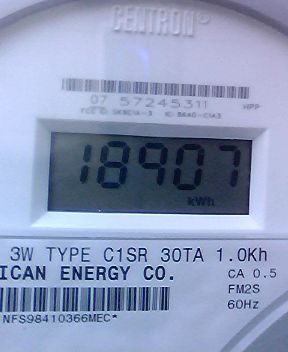 CENTRON
07 57245311 HPP
18907
kWh
3W TYPE C1SR 30TA 1.0Kh
ICAN ENERGY CO. CA 0.5
FM2S
60Hz
NFS98410366MEC*